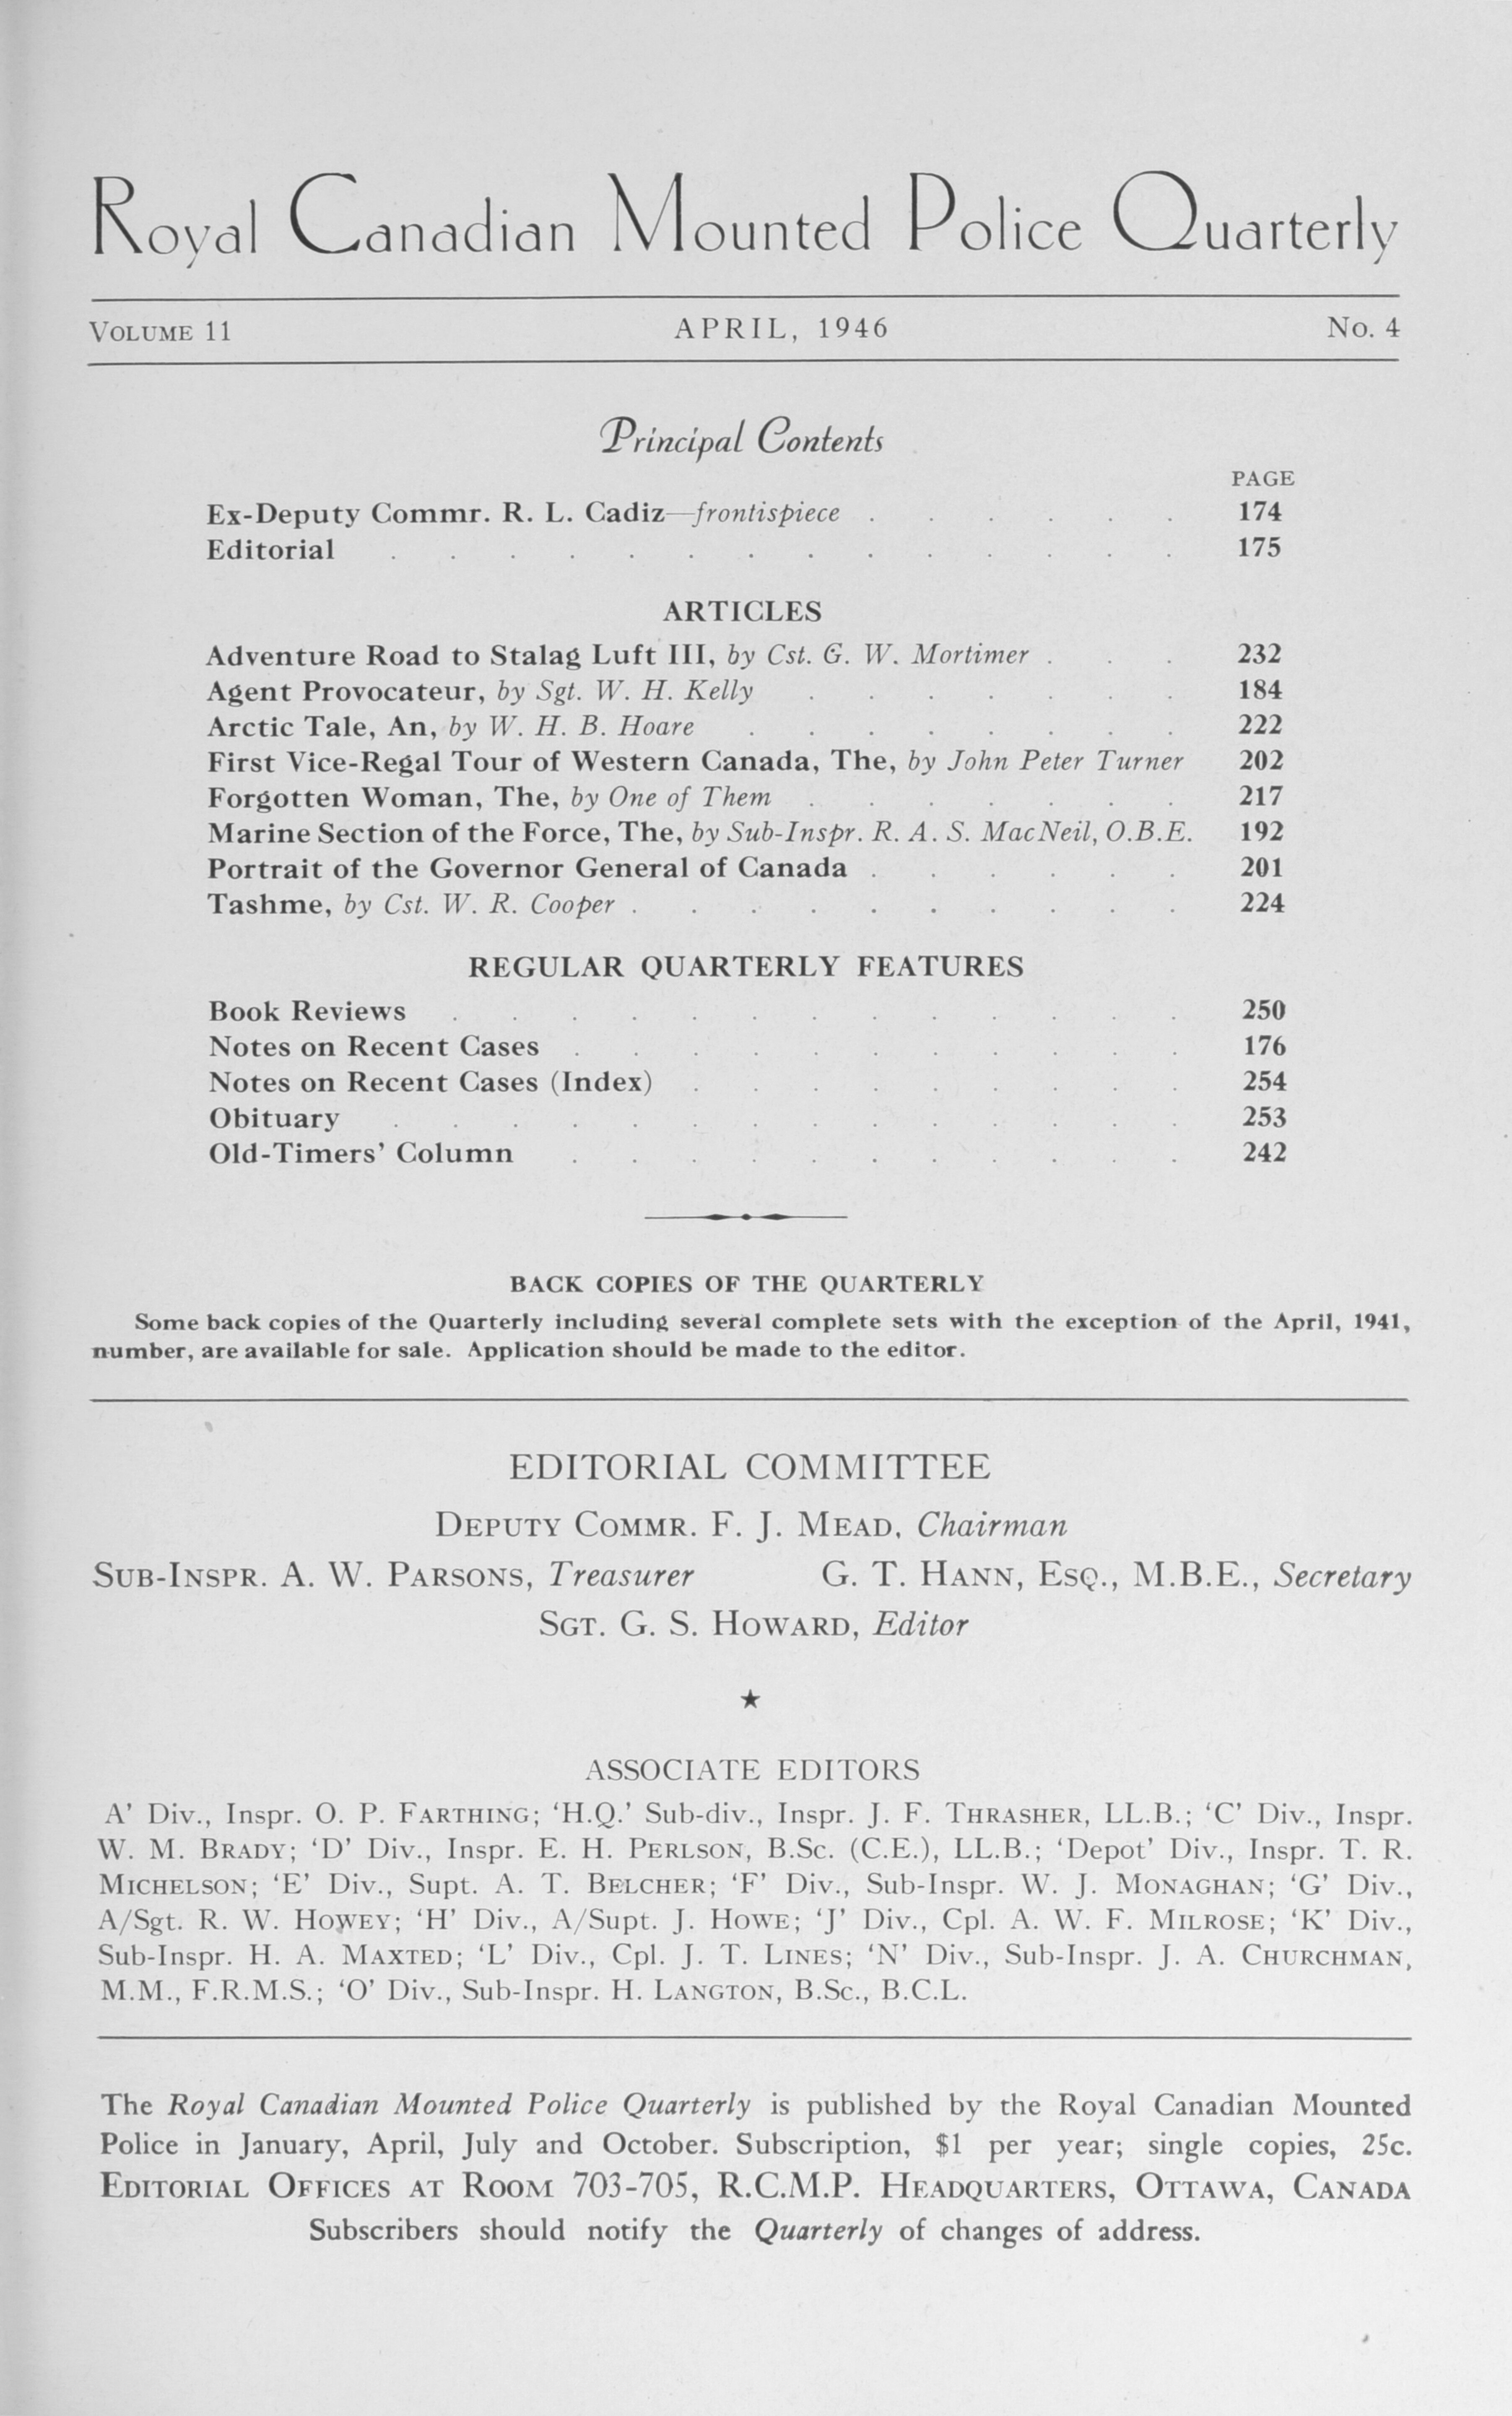 Royal Canadian Mounted Police Quarterly
VOLUME 11 APRIL, 1946 No. 4
Principal Contents
PAGE
Ex-Deputy Commr. R. L. Cadiz—frontispiece . . . . . . 174
Editorial . . . . . . . . . . . . . . 175
ARTICLES
Adventure Road to Stalag Luft III, by Cst. G. W. Mortimer . . . 232
Agent Provocateur, by Sgt. W. H. Kelly . . . . . . . 184
Arctic Tale, An, by W. H. B. Hoare . . . . . . . . 222
First Vice-Regal Tour of Western Canada, The, by John Peter Turner 202
Forgotten Woman, The, by One of Them . . . . . . . 217
Marine Section of the Force, The, by Sub-Inspr. R. A. S. MacNeil, O.B.E. 192
Portrait of the Governor General of Canada . . . . . . 201
Tashme, by Cst. W. R. Cooper . . . . . . . . . . 224
REGULAR QUARTERLY FEATURES
Book Reviews . . . . . . . . . . . . . 250
Notes on Recent Cases . . . . . . . . . . . 176
Notes on Recent Cases (Index) . . . . . . . . . 254
Obituary . . . . . . . . . . . . . . 253
Old-Timers' Column . . . . . . . . . . . 242
BACK COPIES OF THE QUARTERLY
Some back copies of the Quarterly including several complete sets with the exception of the April, 1941,
number, are available for sale. Application should be made to the editor.
EDITORIAL COMMITTEE
DEPUTY COMMR. F. J. MEAD, Chairman
SUB-INSPR. A. W. PARSONS, Treasurer G. T. HANN, ESQ., M.B.E., Secretary
SGT. G. S. HOWARD, Editor
★
ASSOCIATE EDITORS
A' Div., Inspr. O. P. FARTHING; 'H.Q.' Sub-div., Inspr. J. F. THRASHER, LL.B.; 'C' Div., Inspr.
W. M. BRADY; 'D' Div., Inspr. E. H. PERLSON, B.Sc. (C.E.), LL.B.; 'Depot' Div., Inspr. T. R.
MICHELSON; 'E' Div., Supt. A. T. BELCHER; 'F' Div., Sub-Inspr. W. J. MONAGHAN; 'G' Div.,
A/Sgt. R. W. HOWEY; 'H' Div., A/Supt. J. HOWE; 'J' Div., Cpl. A. W. F. MILROSE; 'K' Div.,
Sub-Inspr. H. A. MAXTED; 'L' Div., Cpl. J. T. LINES; 'N' Div., Sub-Inspr. J. A. CHURCHMAN,
M.M., F.R.M.S.; 'O' Div., Sub-Inspr. H. LANGTON, B.Sc., B.C.L.
The Royal Canadian Mounted Police Quarterly is published by the Royal Canadian Mounted
Police in January, April, July and October. Subscription, $1 per year; single copies, 25c.
EDITORIAL OFFICES AT ROOM 703-705, R.C.M.P. HEADQUARTERS, OTTAWA, CANADA
Subscribers should notify the Quarterly of changes of address.